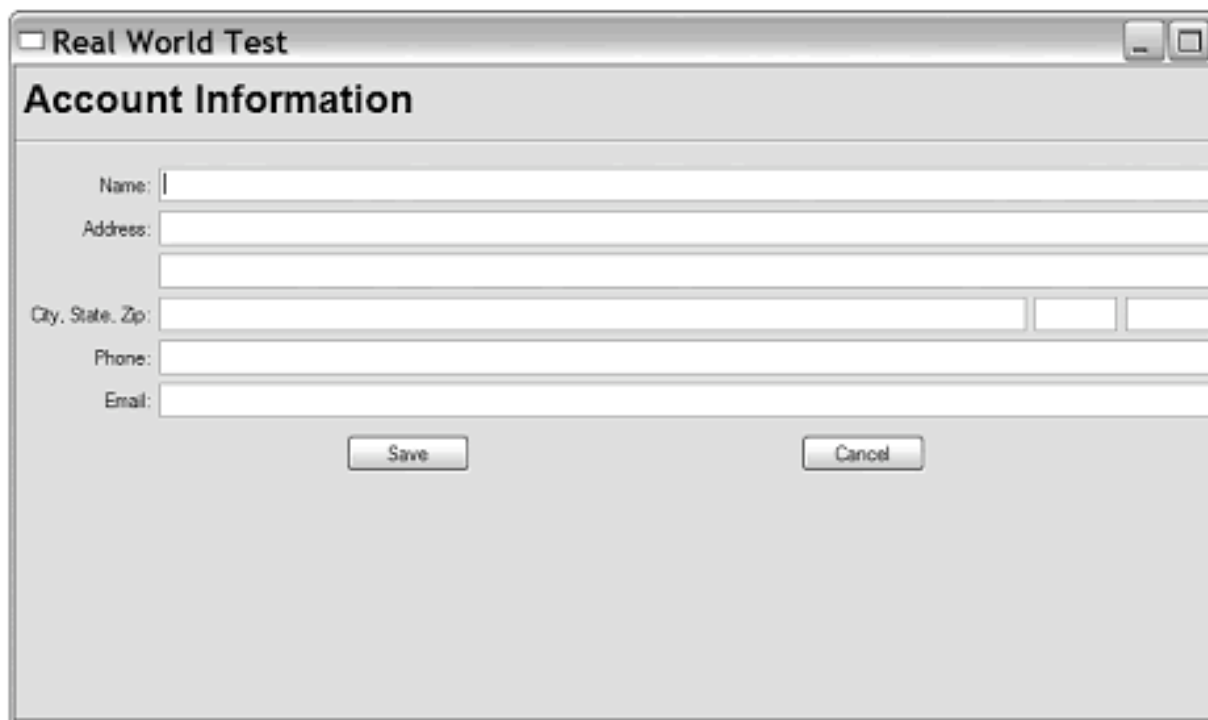 Real World Test
Account Information
Name:
Address:
City, State, Zip:
Phone:
Email:
Save Cancel